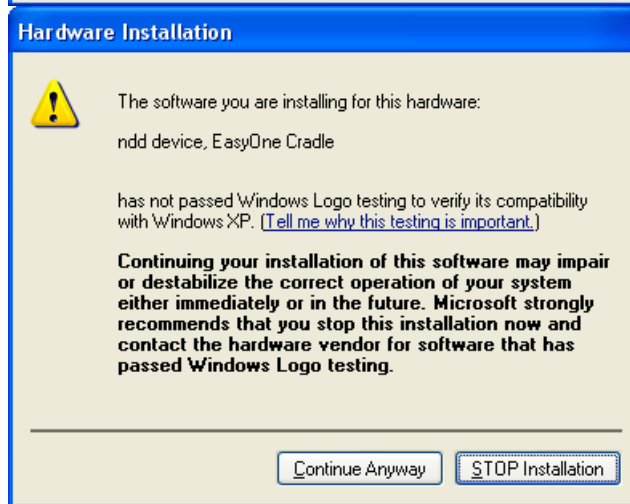 Hardware Installation
The software you are installing for this hardware:
ndd device, EasyOne Cradle
has not passed Windows Logo testing to verify its compatibility
with Windows XP. (Tell me why this testing is important.)
Continuing your installation of this software may impair
or destabilize the correct operation of your system
either immediately or in the future. Microsoft strongly
recommends that you stop this installation now and
contact the hardware vendor for software that has
passed Windows Logo testing.
Continue Anyway
STOP Installation